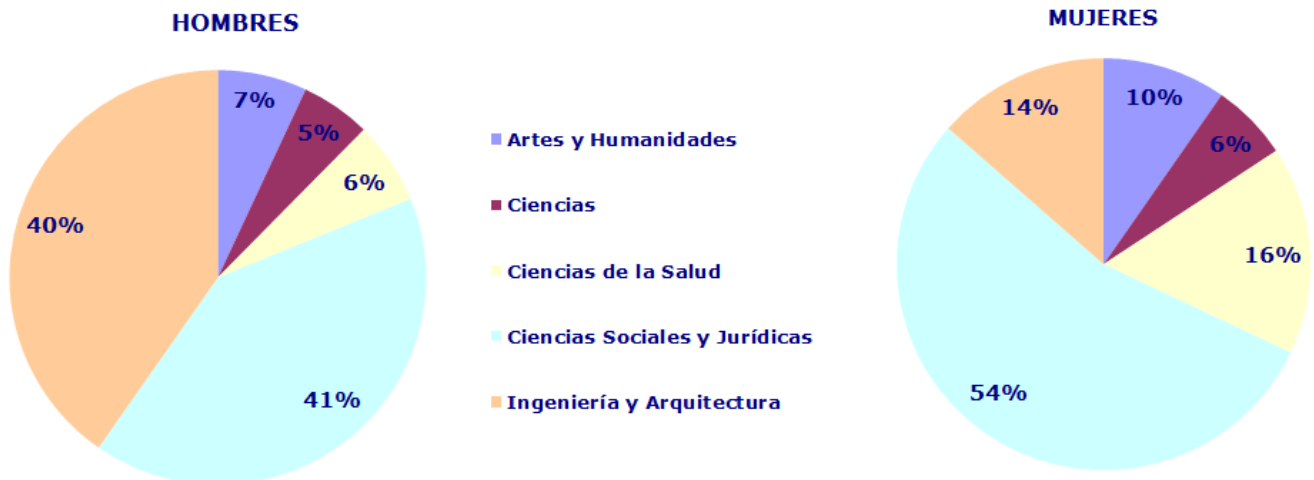 HOMBRES
7%
5%
6%
41%
40%
Artes y Humanidades
Ciencias
Ciencias de la Salud
Ciencias Sociales y Jurídicas
Ingeniería y Arquitectura
MUJERES
10%
6%
16%
54%
14%